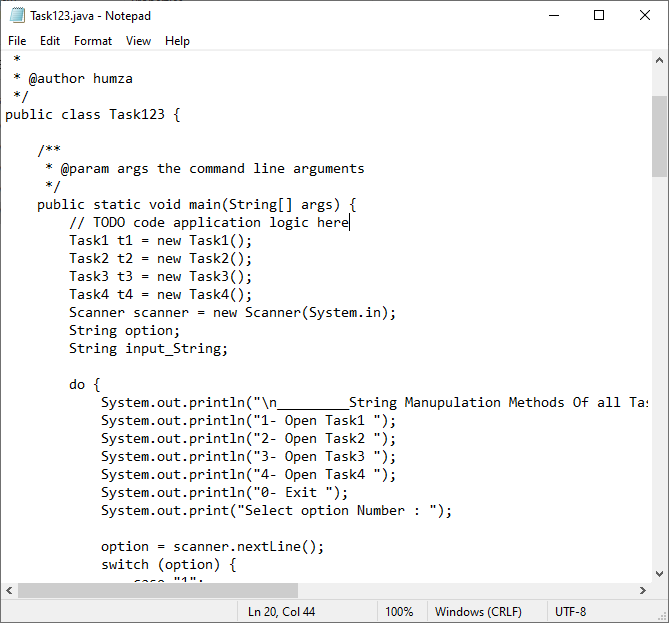 Task123.java - Notepad
File Edit Format View Help
*
* @author humza
*/
public class Task123 {
/**
* @param args the command line arguments
*/
public static void main(String[] args) {
// TODO code application logic here
Task1 t1 = new Task1();
Task2 t2 = new Task2();
Task3 t3 = new Task3();
Task4 t4 = new Task4();
Scanner scanner = new Scanner(System.in);
String option;
String input_String;
do {
System.out.println("\n_________String Manupulation Methods Of all Tas
System.out.println("1- Open Task1 ");
System.out.println("2- Open Task2 ");
System.out.println("3- Open Task3 ");
System.out.println("4- Open Task4 ");
System.out.println("0- Exit ");
System.out.print("Select option Number : ");
option = scanner.nextLine();
switch (option) {
case "1":
Ln 20, Col 44 100% Windows (CRLF) UTF-8